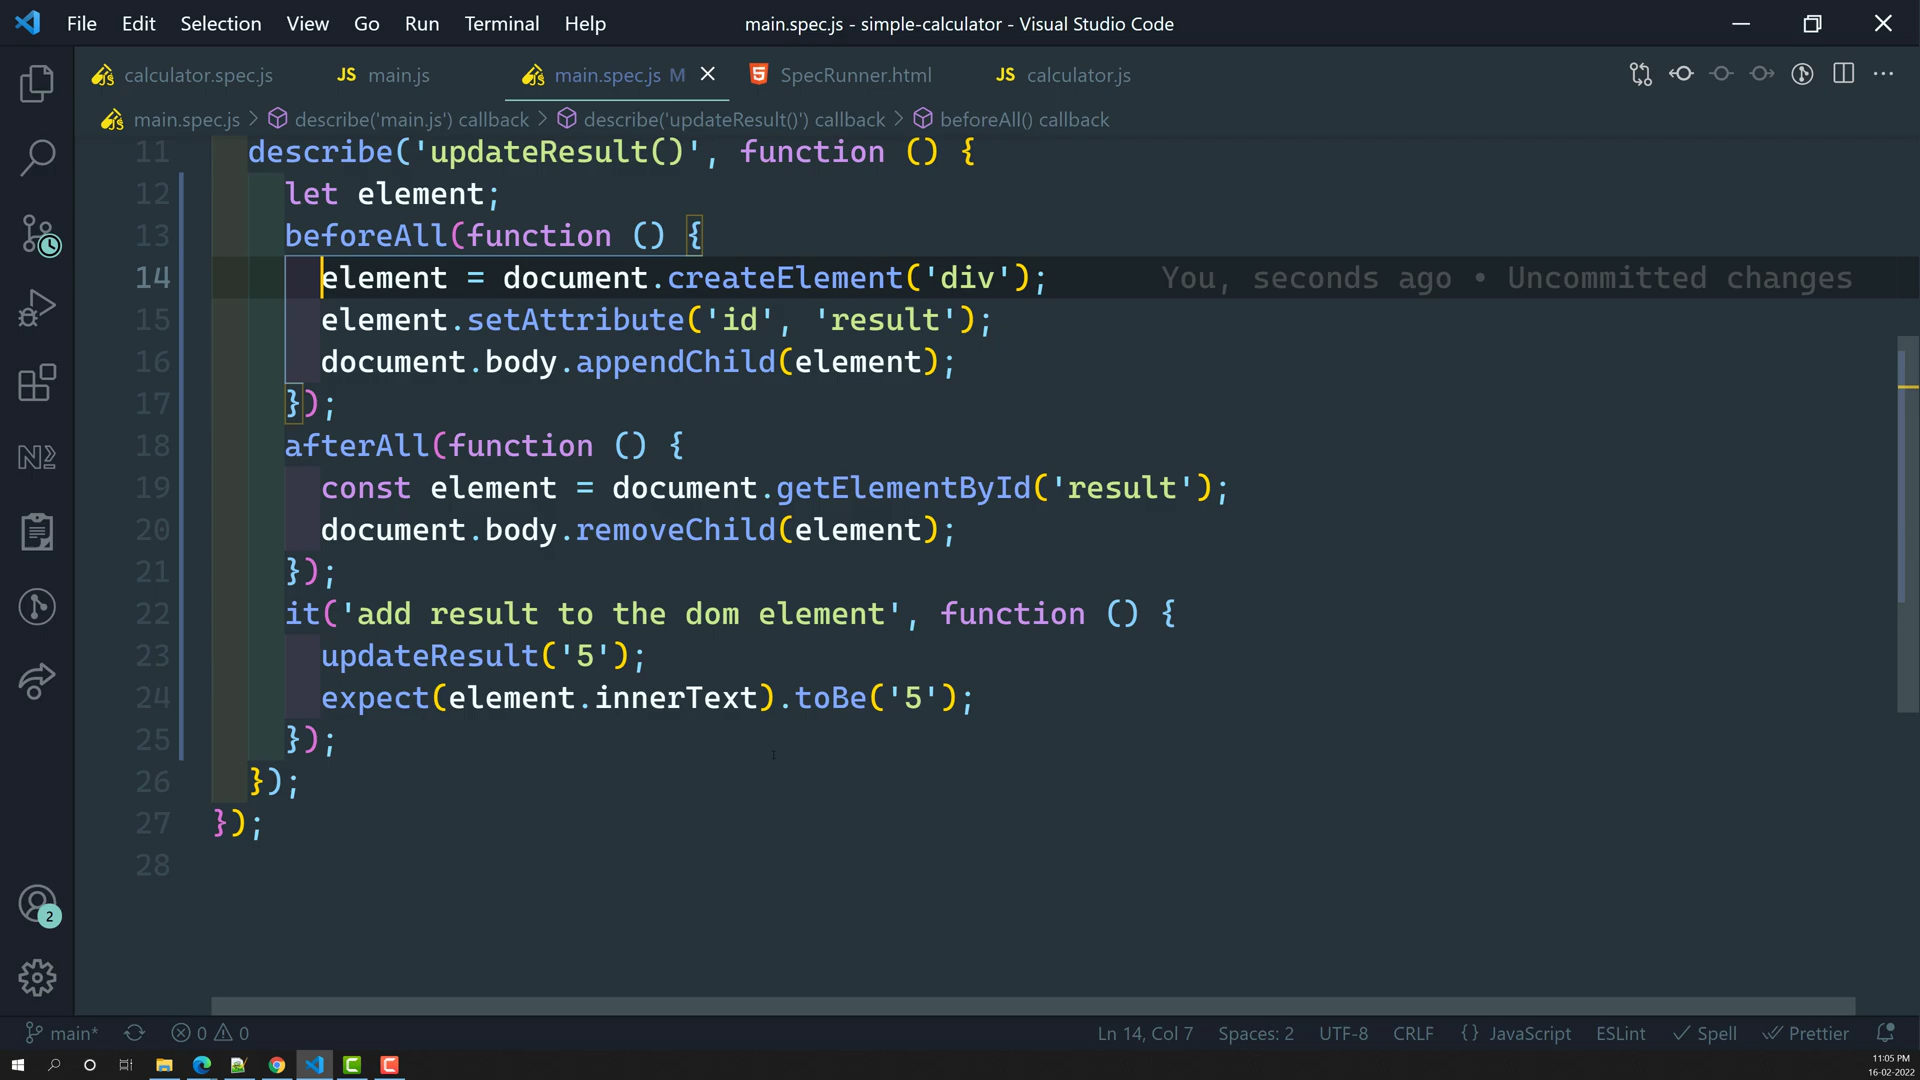 File Edit Selection View Go Run Terminal Help main.spec.js - simple-calculator - Visual Studio Code
calculator.spec.js JS main.js main.spec.js M SpecRunner.html JS calculator.js
main.spec.js > describe('main.js') callback > describe('updateResult()') callback > beforeAll() callback
11 describe('updateResult()', function () {
12 let element;
13 beforeAll(function () {
14 element = document.createElement('div'); You, seconds ago • Uncommitted changes
15 element.setAttribute('id', 'result');
16 document.body.appendChild(element);
17 });
18 afterAll(function () {
19 const element = document.getElementById('result');
20 document.body.removeChild(element);
21 });
22 it('add result to the dom element', function () {
23 updateResult('5');
24 expect(element.innerText).toBe('5');
25 });
26 });
27 });
28
2
main* 0 0 Ln 14, Col 7 Spaces: 2 UTF-8 CRLF {} JavaScript ESLint Spell Prettier
11:05 PM
16-02-2022